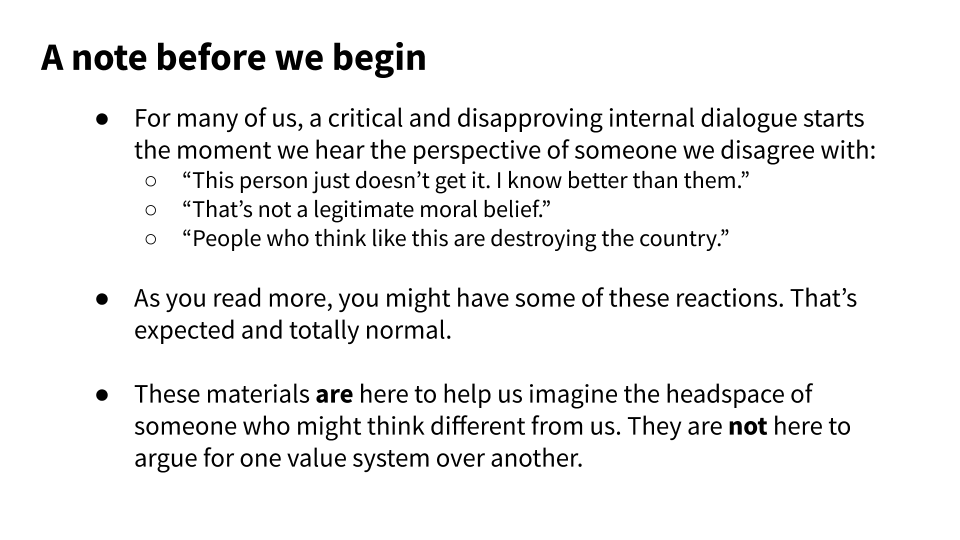 A note before we begin
● For many of us, a critical and disapproving internal dialogue starts
the moment we hear the perspective of someone we disagree with:
○ “This person just doesn’t get it. I know better than them.”
○ “That’s not a legitimate moral belief.”
○ “People who think like this are destroying the country.”
● As you read more, you might have some of these reactions. That’s
expected and totally normal.
● These materials are here to help us imagine the headspace of
someone who might think different from us. They are not here to
argue for one value system over another.